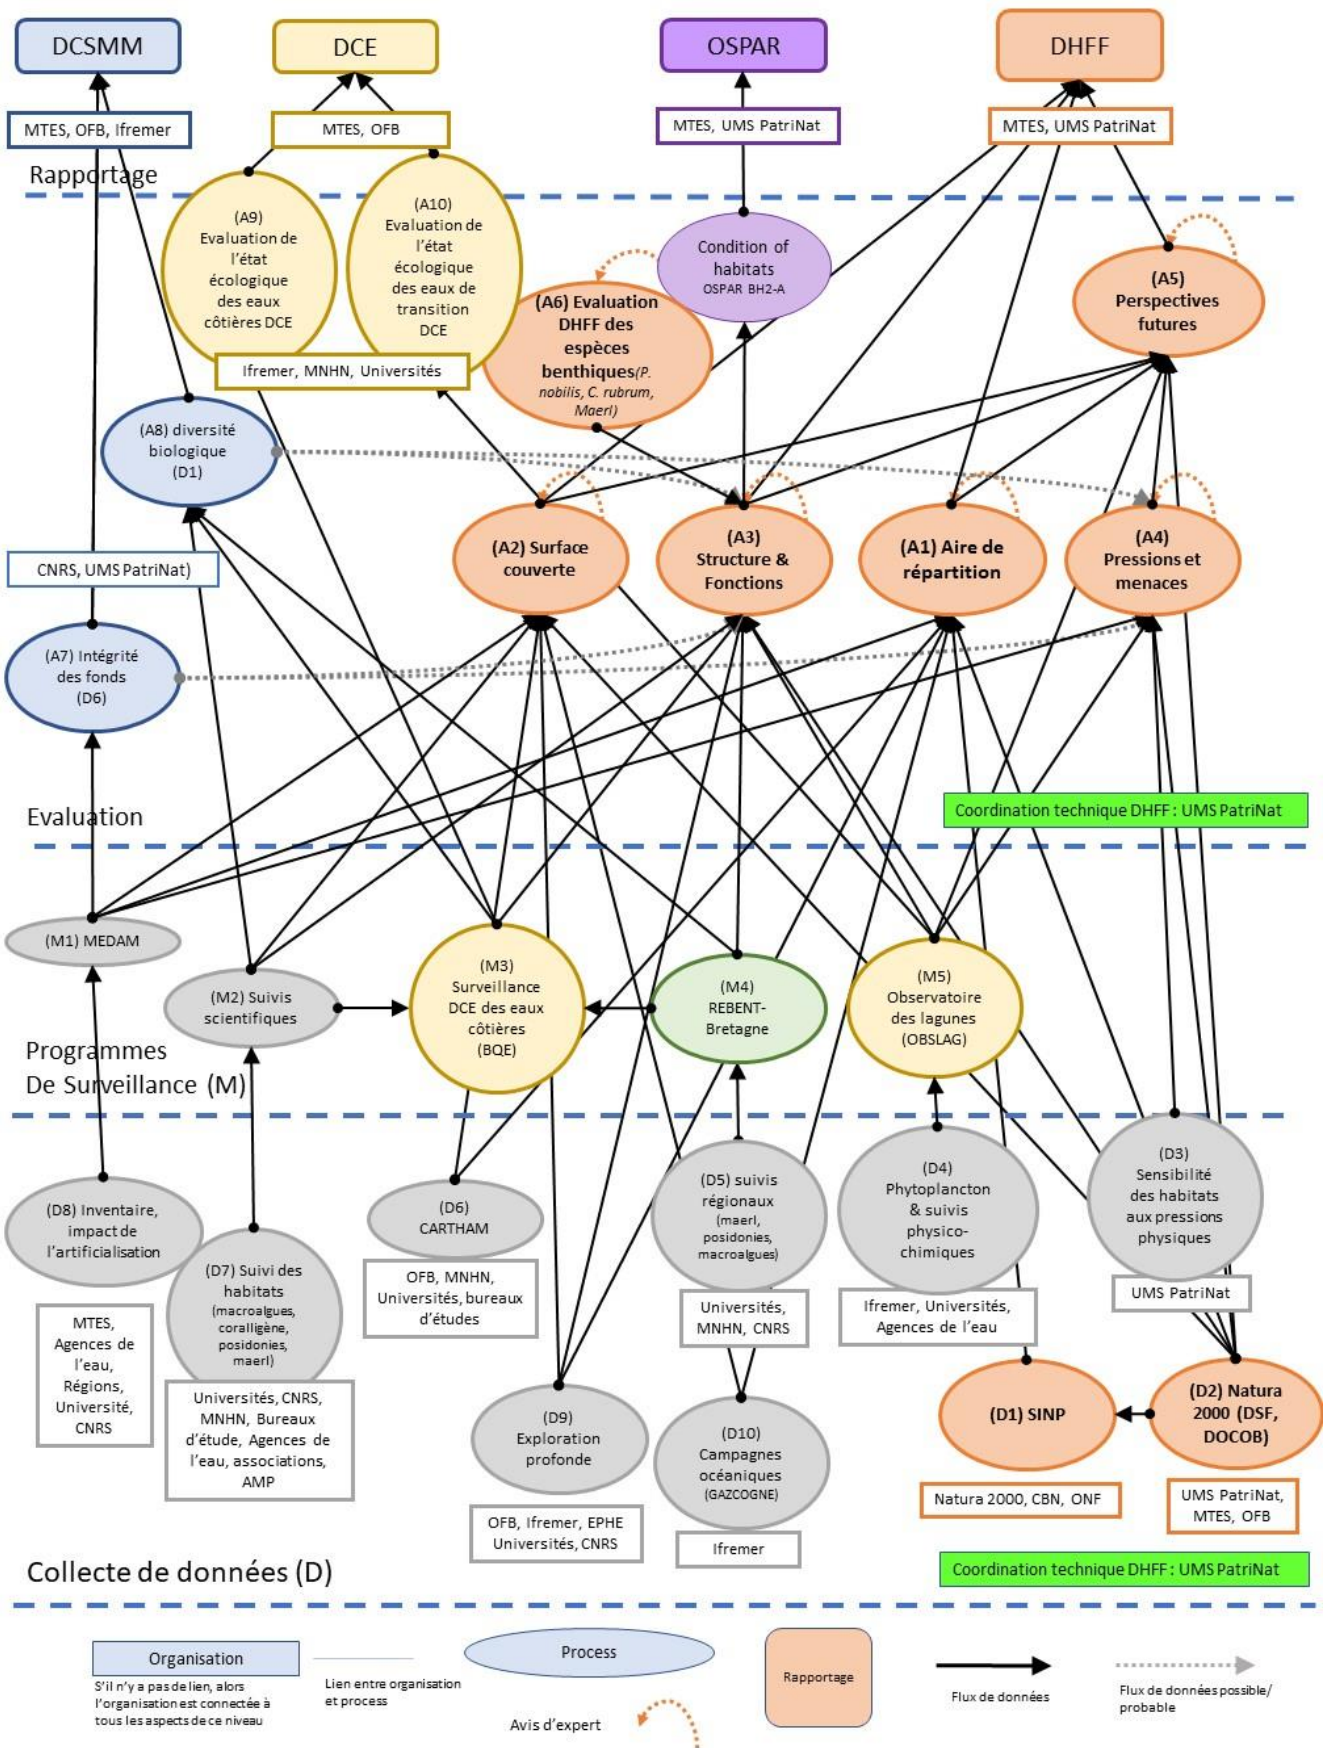 DCSMM
DCE
OSPAR
DHFF
MTES, OFB, Ifremer
MTES, OFB
MTES, UMS PatriNat
MTES, UMS PatriNat
Rapportage
(A9)
Evaluation de
l'état
écologique
des eaux
côtières DCE
(A10)
Evaluation de
l'état
écologique
des eaux de
transition
DCE
Condition of
habitats
OSPAR BH2-A
(A5)
Perspectives
futures
(A6) Evaluation
DHFF des
espèces
benthiques(P.
nobilis, C. rubrum,
Maerl)
Ifremer, MNHN, Universités
(A8) diversité
biologique
(D1)
(A2) Surface
couverte
(A3)
Structure &
Fonctions
(A1) Aire de
répartition
(A4)
Pressions et
menaces
CNRS, UMS PatriNat)
(A7) Intégrité
des fonds
(D6)
Evaluation
Coordination technique DHFF : UMS PatriNat
(M1) MEDAM
(M2) Suivis
scientifiques
(M3)
Surveillance
DCE des eaux
côtières
(BQE)
(M4)
REBENT-
Bretagne
(M5)
Observatoire
des lagunes
(OBSLAG)
Programmes
De Surveillance (M)
(D8) Inventaire,
impact de
l'artificialisation
(D7) Suivi des
habitats
(macroalgues,
coralligène,
posidonies,
maerl)
(D6)
CARTHAM
(D5) suivis
régionaux
(maerl,
posidonies,
macroalgues)
(D4)
Phytoplancton
& suivis
physico-
chimiques
(D3)
Sensibilité
des habitats
aux pressions
physiques
MTES,
Agences de
l'eau,
Régions,
Université,
CNRS
Universités, CNRS,
MNHN, Bureaux
d'étude, Agences de
l'eau, associations,
AMP
OFB, MNHN,
Universités, bureaux
d'études
Universités,
MNHN, CNRS
Ifremer, Universités,
Agences de l'eau
UMS PatriNat
(D9)
Exploration
profonde
(D10)
Campagnes
océaniques
(GAZCOGNE)
(D1) SINP
(D2) Natura
2000 (DSF,
DOCOB)
OFB, Ifremer, EPHE
Universités, CNRS
Ifremer
Natura 2000, CBN, ONF
UMS PatriNat,
MTES, OFB
Collecte de données (D)
Coordination technique DHFF : UMS PatriNat
Organisation
S'il n'y a pas de lien, alors
l'organisation est connectée à
tous les aspects de ce niveau
Lien entre organisation
et process
Process
Avis d'expert
Rapportage
Flux de données
Flux de données possible/
probable